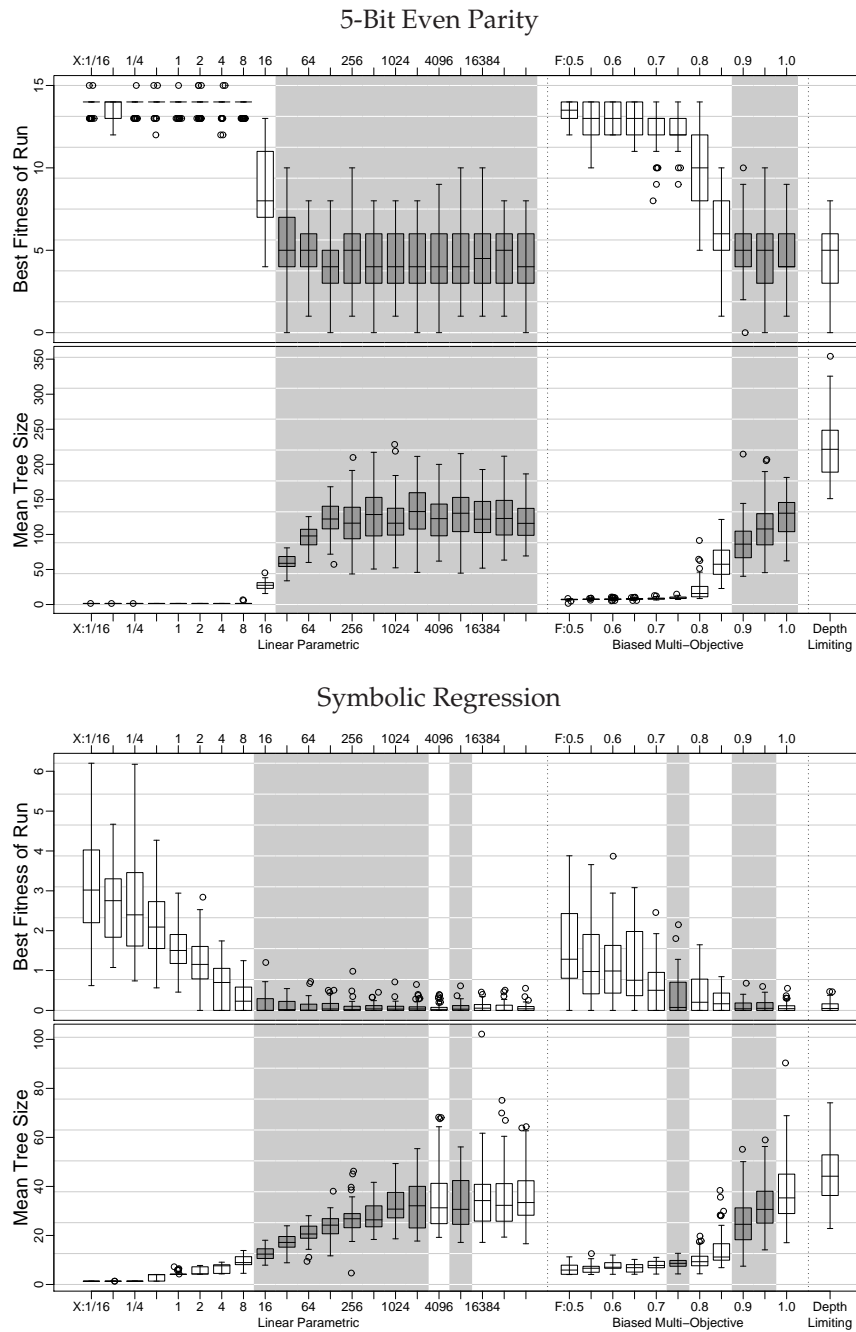 5-Bit Even Parity
X:1/16 1/4 1 2 4 8 16 64 256 1024 4096 16384 F:0.5 0.6 0.7 0.8 0.9 1.0
Best Fitness of Run
15
10
5
0
Mean Tree Size
350
300
250
200
150
100
50
0
X:1/16 1/4 1 2 4 8 16 64 256 1024 4096 16384 F:0.5 0.6 0.7 0.8 0.9 1.0 Depth
Linear Parametric Biased Multi−Objective Limiting
Symbolic Regression
X:1/16 1/4 1 2 4 8 16 64 256 1024 4096 16384 F:0.5 0.6 0.7 0.8 0.9 1.0
Best Fitness of Run
6
5
4
3
2
1
0
Mean Tree Size
100
80
60
40
20
0
X:1/16 1/4 1 2 4 8 16 64 256 1024 4096 16384 F:0.5 0.6 0.7 0.8 0.9 1.0 Depth
Linear Parametric Biased Multi−Objective Limiting